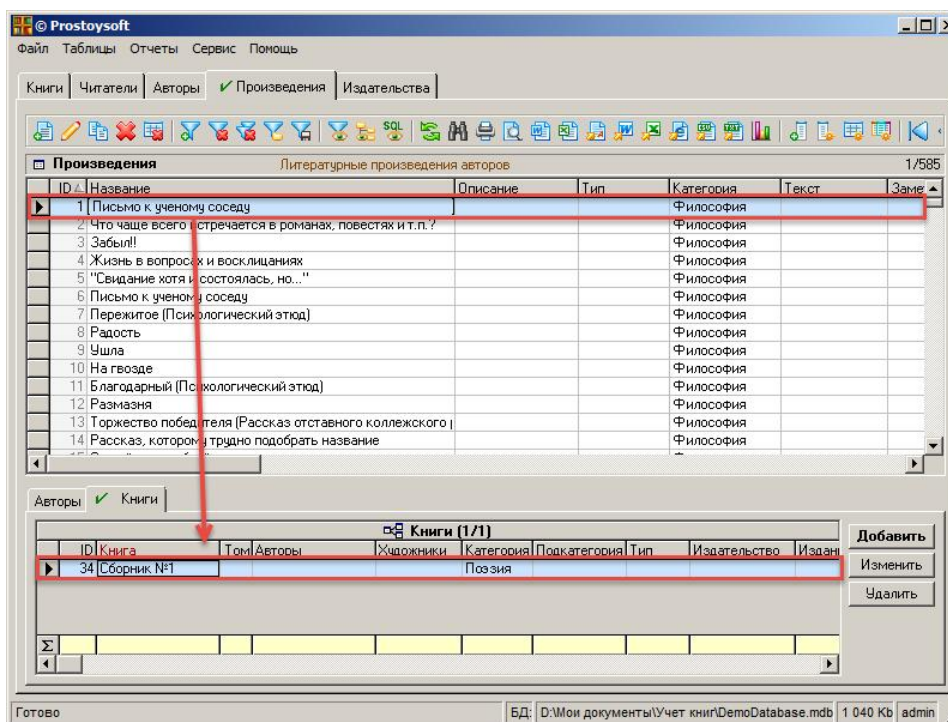 © Prostoysoft
Файл Таблицы Отчеты Сервис Помощь
Книги Читатели Авторы Произведения Издательства
SQL
Произведения Литературные произведения авторов 1/585
ID Название Описание Тип Категория Текст Заме
1 Письмо к ученому соседу Философия
2 Что чаще всего встречается в романах, повестях и т.п.? Философия
3 Забыл!! Философия
4 Жизнь в вопросах и восклицаниях Философия
5 "Свидание хотя и состоялась, но..." Философия
6 Письмо к ученому соседу Философия
7 Пережитое (Психологический этюд) Философия
8 Радость Философия
9 Ушла Философия
10 На гвозде Философия
11 Благодарный (Психологический этюд) Философия
12 Размазня Философия
13 Торжество победителя (Рассказ отставного коллежского р Философия
14 Рассказ, которому трудно подобрать название Философия
Авторы Книги
Книги (1/1)
Добавить
ID Книга Том Авторы Художники Категория Подкатегория Тип Издательство Издани
34 Сборник №1 Поэзия
Изменить
Удалить
Σ
Готово БД: D:\Мои документы\Учет книг\DemoDatabase.mdb 1 040 Kb admin